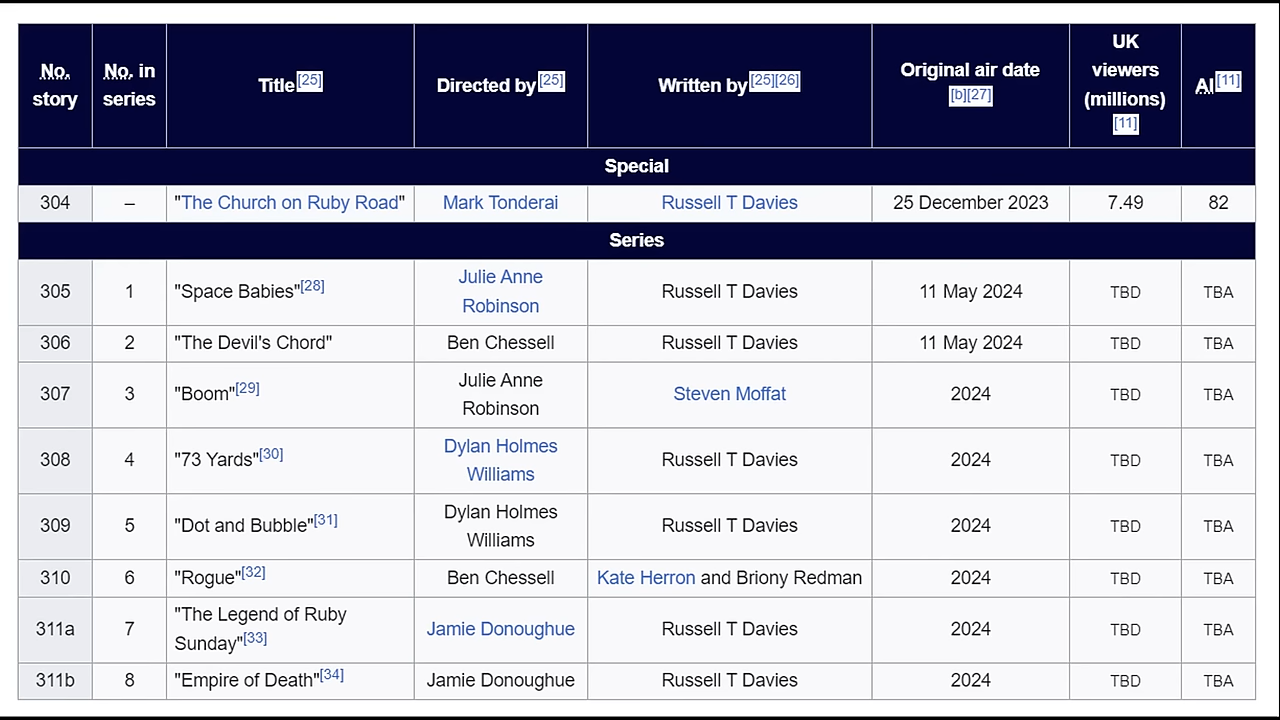 No. story No. in series Title[25] Directed by[25] Written by[25][26] Original air date [b][27] UK viewers (millions) [11] AI[11]
Special
304 – "The Church on Ruby Road" Mark Tonderai Russell T Davies 25 December 2023 7.49 82
Series
305 1 "Space Babies"[28] Julie Anne Robinson Russell T Davies 11 May 2024 TBD TBA
306 2 "The Devil's Chord" Ben Chessell Russell T Davies 11 May 2024 TBD TBA
307 3 "Boom"[29] Julie Anne Robinson Steven Moffat 2024 TBD TBA
308 4 "73 Yards"[30] Dylan Holmes Williams Russell T Davies 2024 TBD TBA
309 5 "Dot and Bubble"[31] Dylan Holmes Williams Russell T Davies 2024 TBD TBA
310 6 "Rogue"[32] Ben Chessell Kate Herron and Briony Redman 2024 TBD TBA
311a 7 "The Legend of Ruby Sunday"[33] Jamie Donoughue Russell T Davies 2024 TBD TBA
311b 8 "Empire of Death"[34] Jamie Donoughue Russell T Davies 2024 TBD TBA